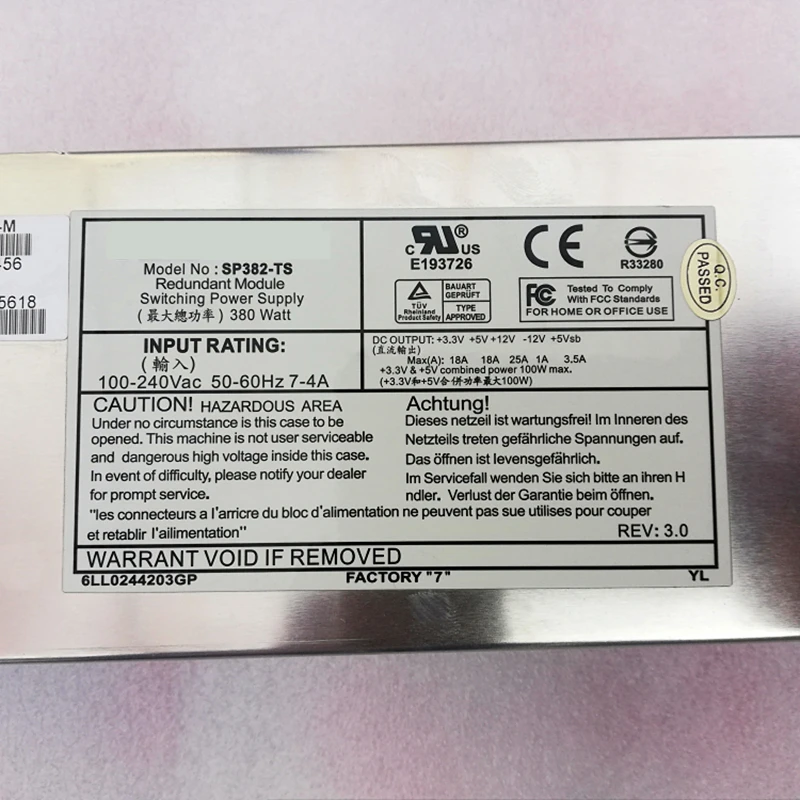 -M
456
5618
Model No : SP382-TS
Redundant Module
Switching Power Supply
(最大總功率) 380 Watt
c RU® US
E193726
CE
R33280
TÜV
Rheinland
Product Safety
BAUART
GEPRÜFT
TYPE
APPROVED
FC Tested To Comply
With FCC Standards
FOR HOME OR OFFICE USE
Q.C.
PASSED
INPUT RATING:
(輸入)
100-240Vac 50-60Hz 7-4A
DC OUTPUT: +3.3V +5V +12V -12V +5Vsb
(直流輸出)
Max(A): 18A 18A 25A 1A 3.5A
+3.3V & +5V combined power 100W max.
(+3.3V和+5V合併功率最大100W)
CAUTION! HAZARDOUS AREA
Under no circumstance is this case to be
opened. This machine is not user serviceable
and dangerous high voltage inside this case.
In event of difficulty, please notify your dealer
for prompt service.
Achtung!
Dieses netzeil ist wartungsfrei! Im Inneren des
Netzteils treten gefährliche Spannungen auf.
Das öffnen ist levensgefährlich.
Im Servicefall wenden Sie sich bitte an ihren H
ndler. Verlust der Garantie beim öffnen.
"les connecteurs a l'arricre du bloc d'alimentation ne peuvent pas sue utilises pour couper
et retablir l'ailimentation"
REV: 3.0
WARRANT VOID IF REMOVED
6LL0244203GP FACTORY "7" YL